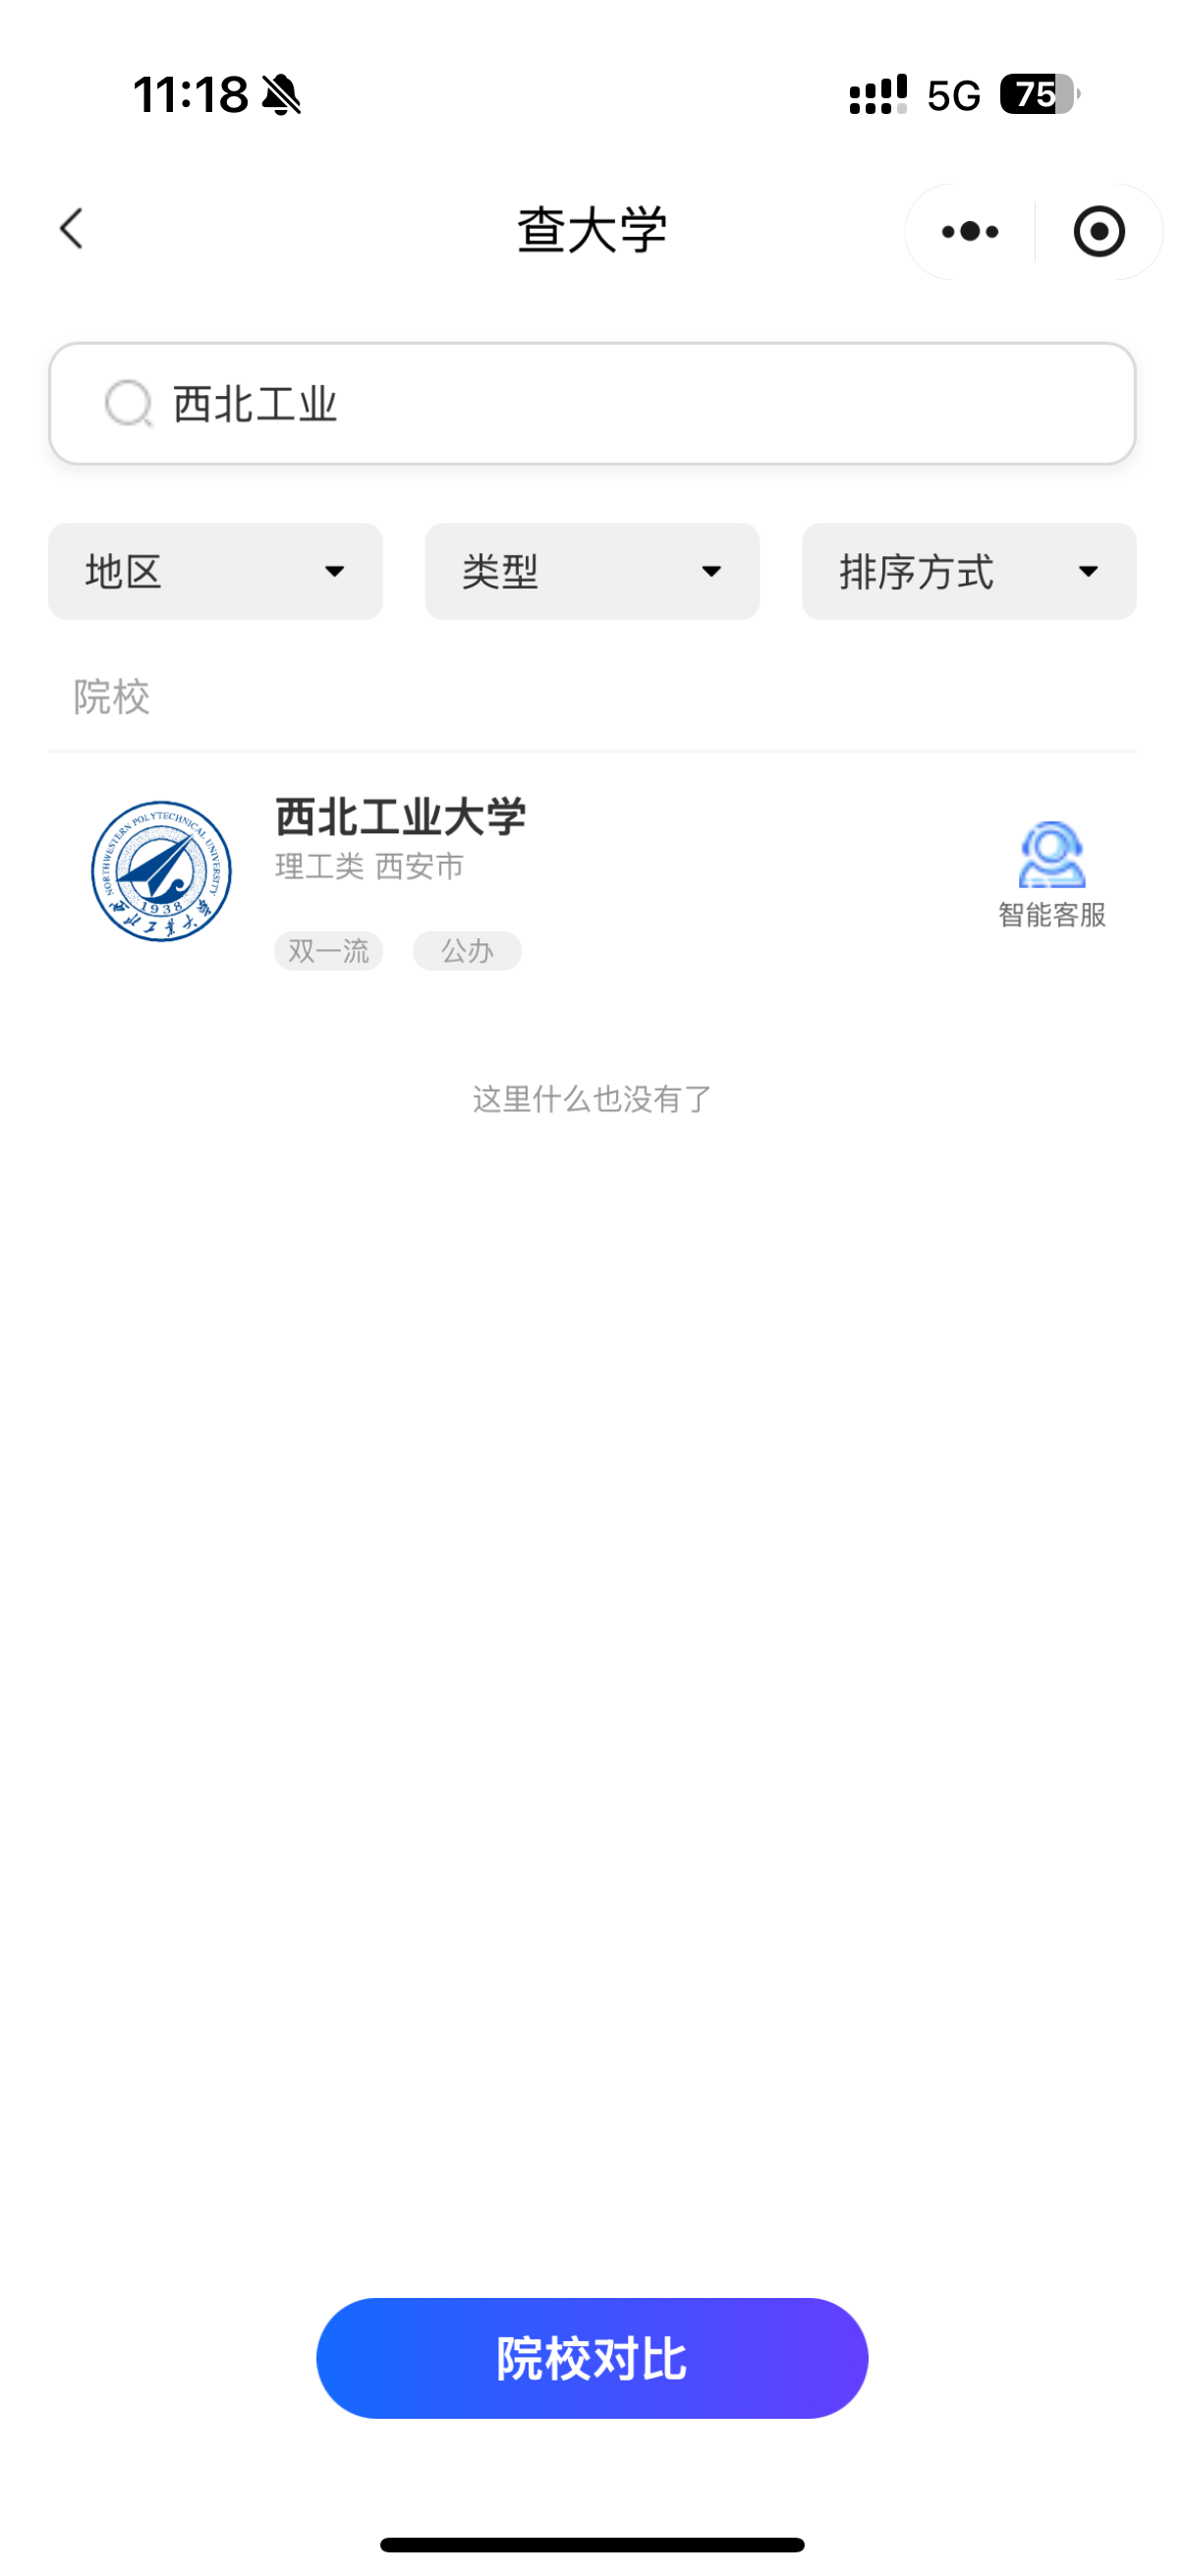 11:18
5G 75
查大学
西北工业
地区 类型 排序方式
院校
西北工业大学
理工类 西安市
双一流 公办
NORTHWESTERN POLYTECHNICAL UNIVERSITY
1938
西北工业大学
智能客服
这里什么也没有了
院校对比